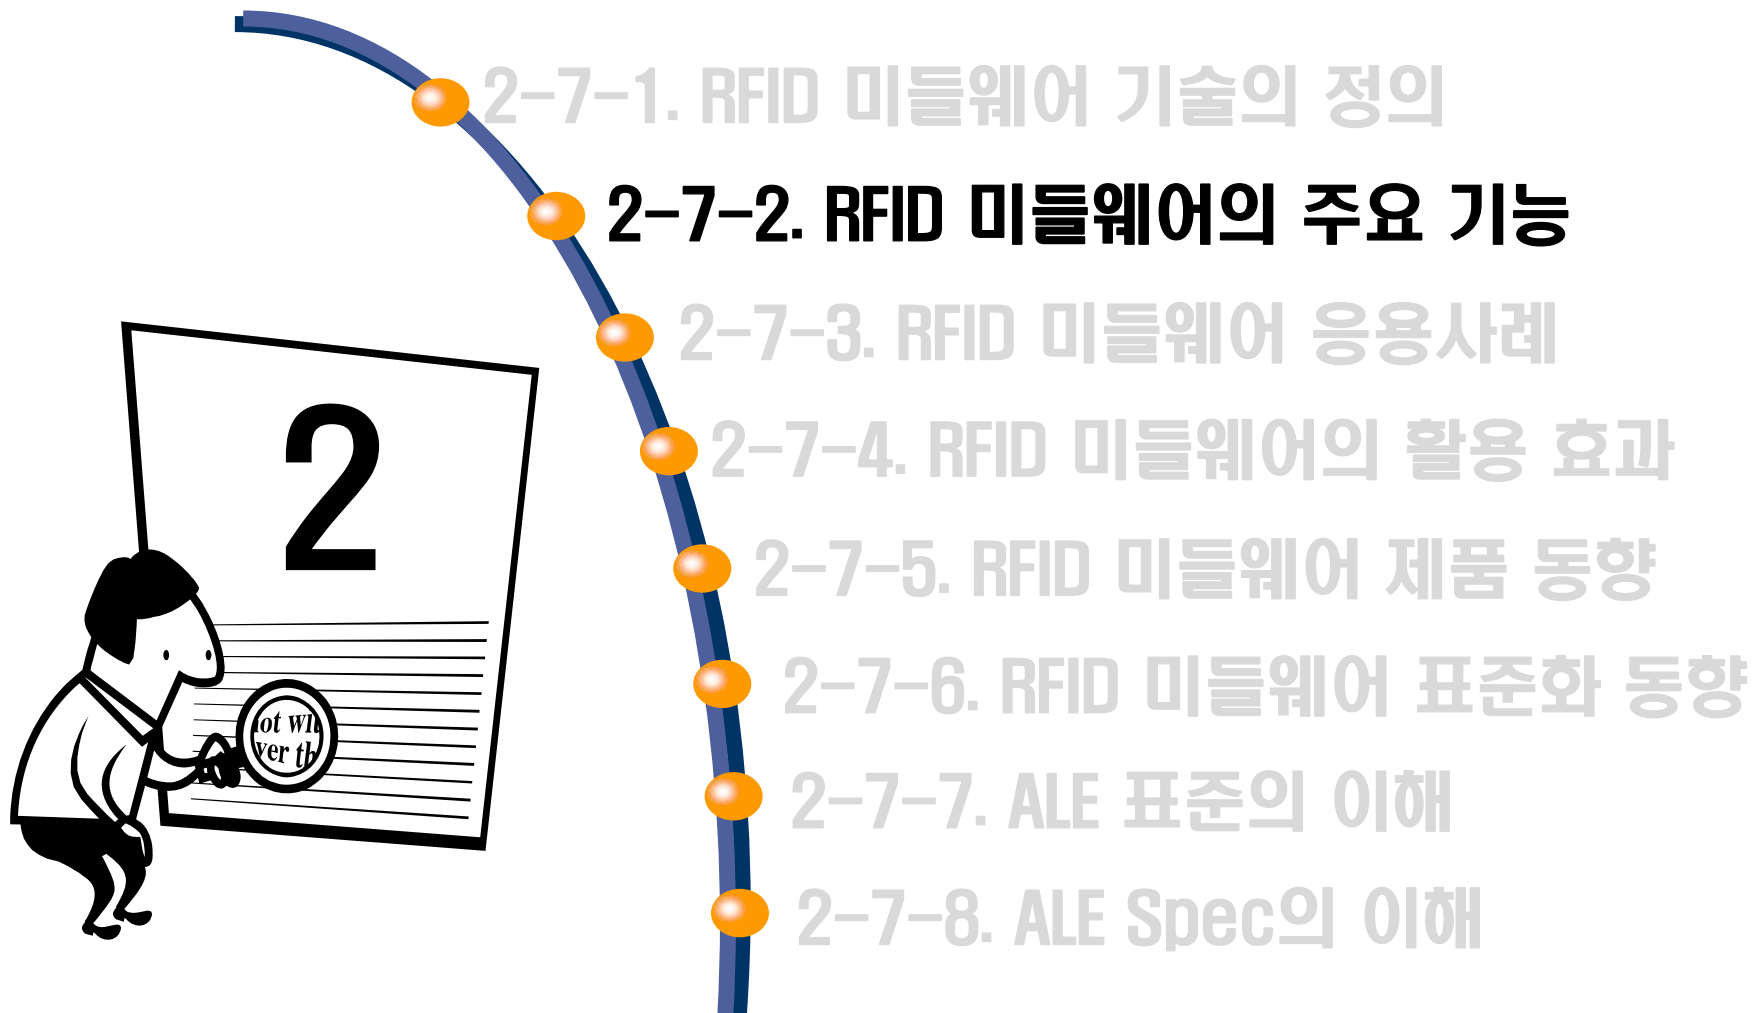 2-7-1. RFID 미들웨어 기술의 정의
2-7-2. RFID 미들웨어의 주요 기능
2-7-3. RFID 미들웨어 응용사례
2-7-4. RFID 미들웨어의 활용 효과
2-7-5. RFID 미들웨어 제품 동향
2-7-6. RFID 미들웨어 표준화 동향
2-7-7. ALE 표준의 이해
2-7-8. ALE Spec의 이해
2